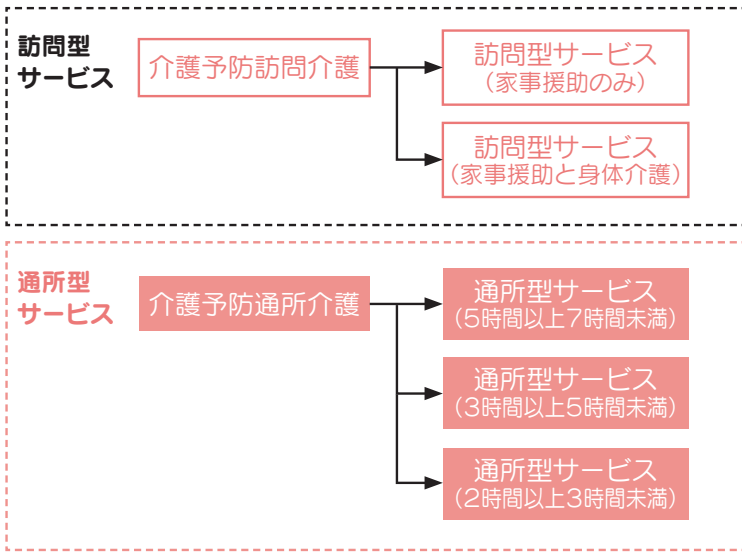 訪問型
サービス
介護予防訪問介護
訪問型サービス
（家事援助のみ）
訪問型サービス
（家事援助と身体介護）
通所型
サービス
介護予防通所介護
通所型サービス
（5時間以上7時間未満）
通所型サービス
（3時間以上5時間未満）
通所型サービス
（2時間以上3時間未満）